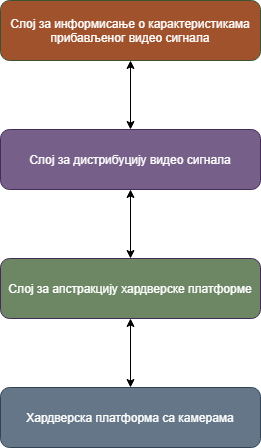 Слој за информисање о карактеристикама
прибављеног видео сигнала
Слој за дистрибуцију видео сигнала
Слој за апстракцију хардверске платформе
Хардверска платформа са камерама